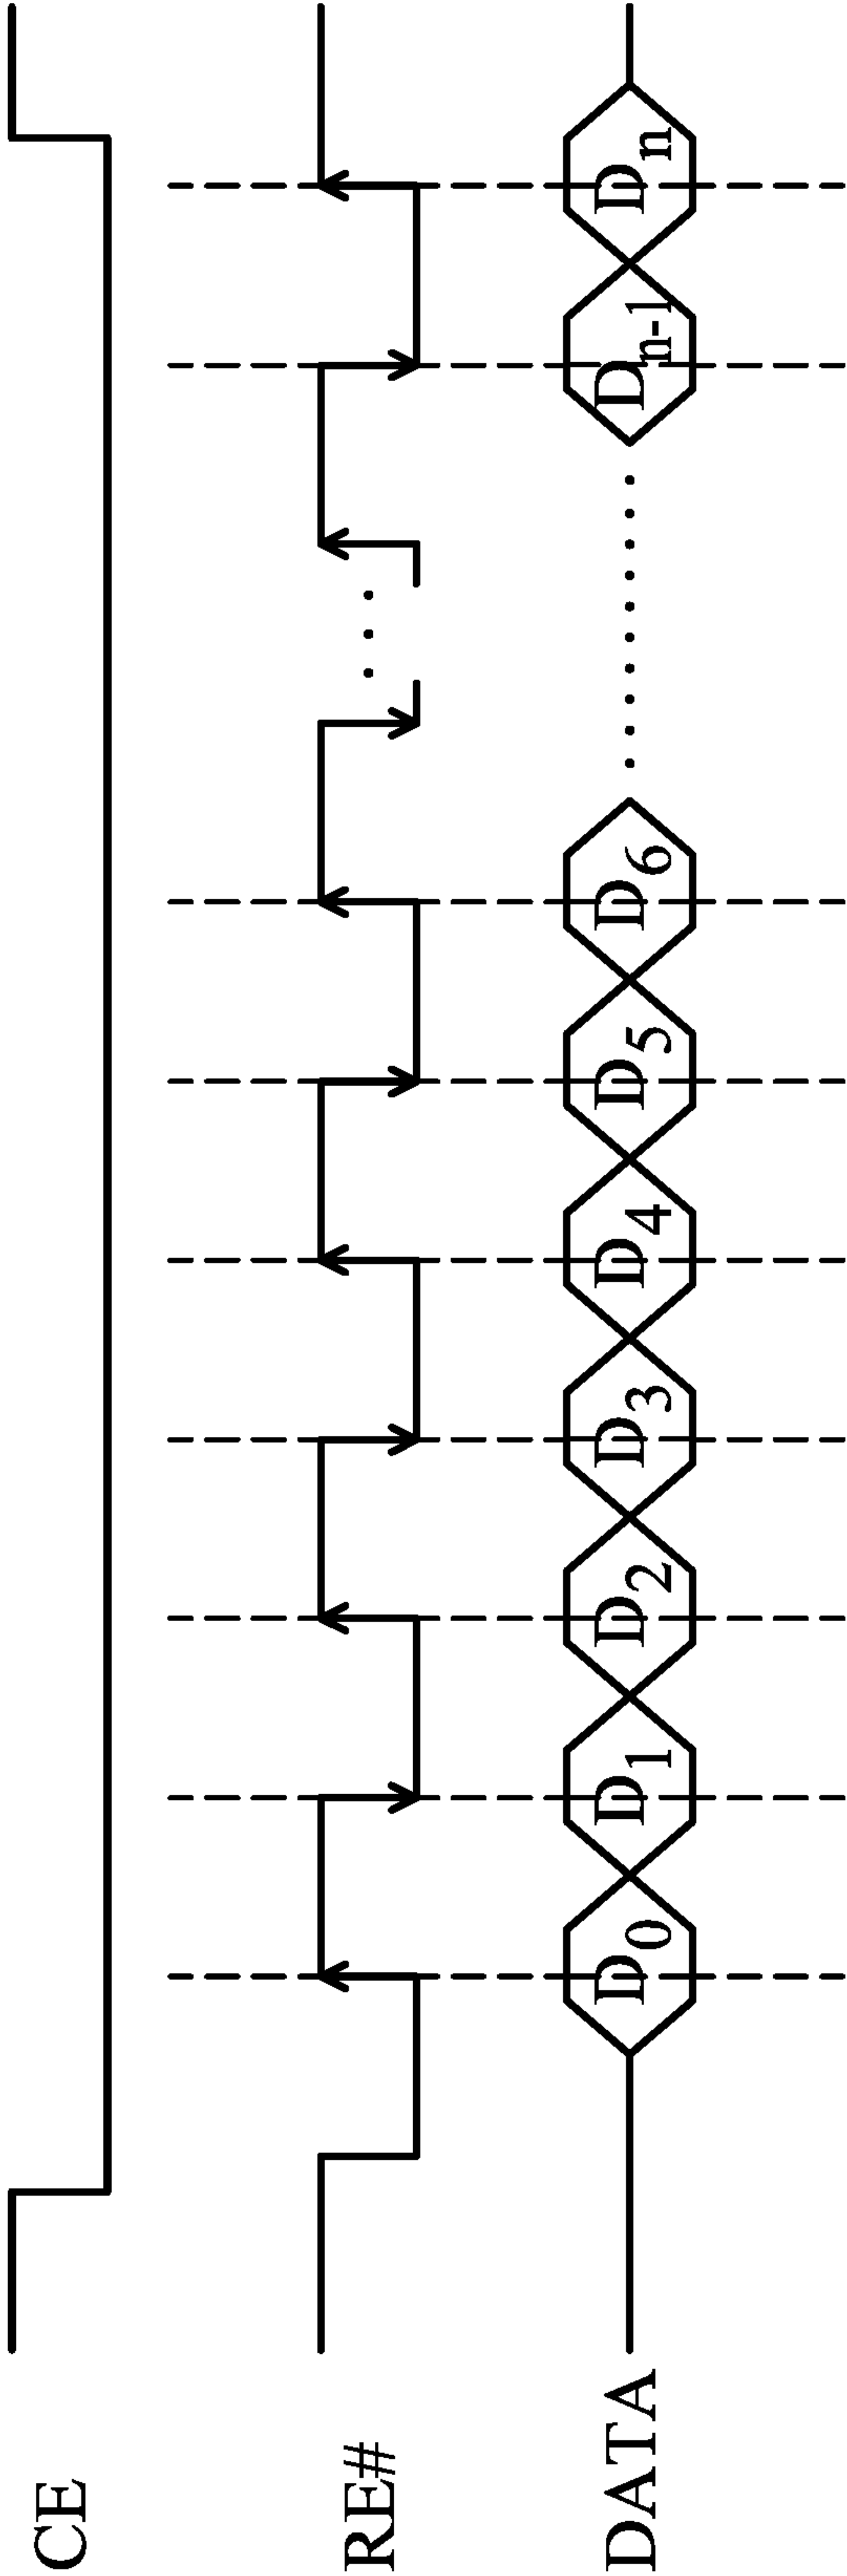 CE
RE#
DATA D0 D1 D2 D3 D4 D5 D6 .......... Dn-1 Dn